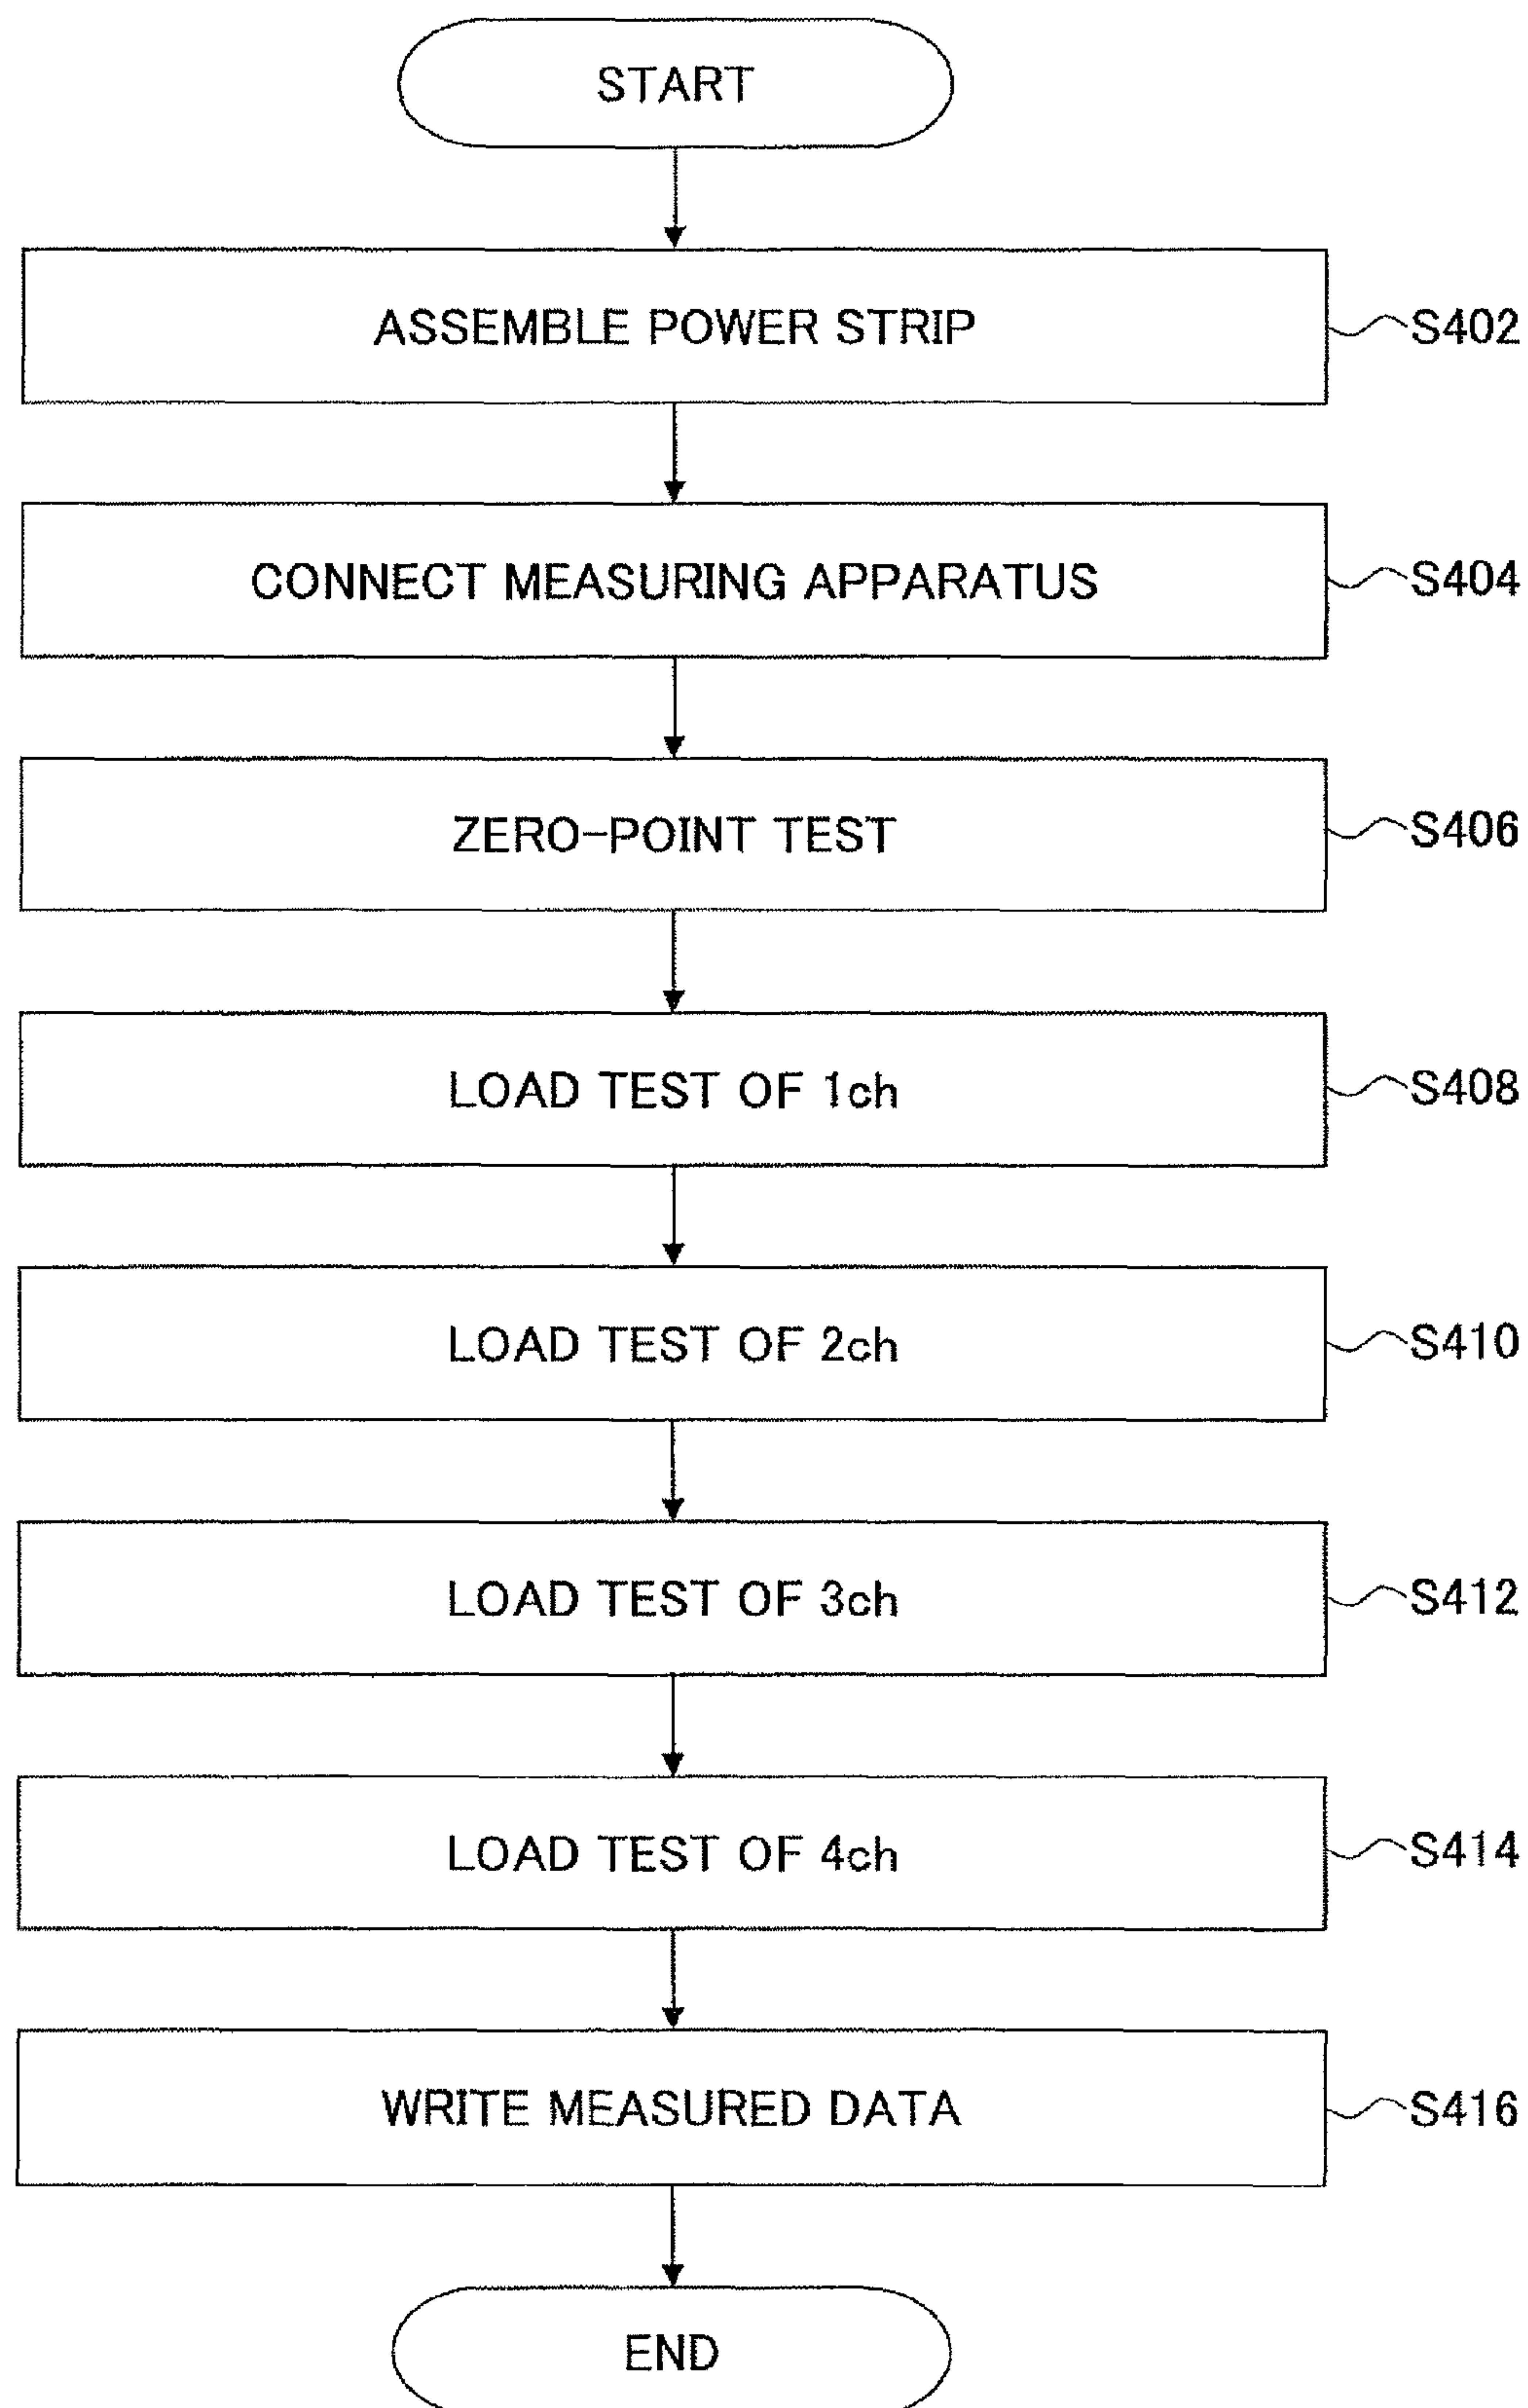 START
ASSEMBLE POWER STRIP
S402
CONNECT MEASURING APPARATUS
S404
ZERO-POINT TEST
S406
LOAD TEST OF 1ch
S408
LOAD TEST OF 2ch
S410
LOAD TEST OF 3ch
S412
LOAD TEST OF 4ch
S414
WRITE MEASURED DATA
S416
END